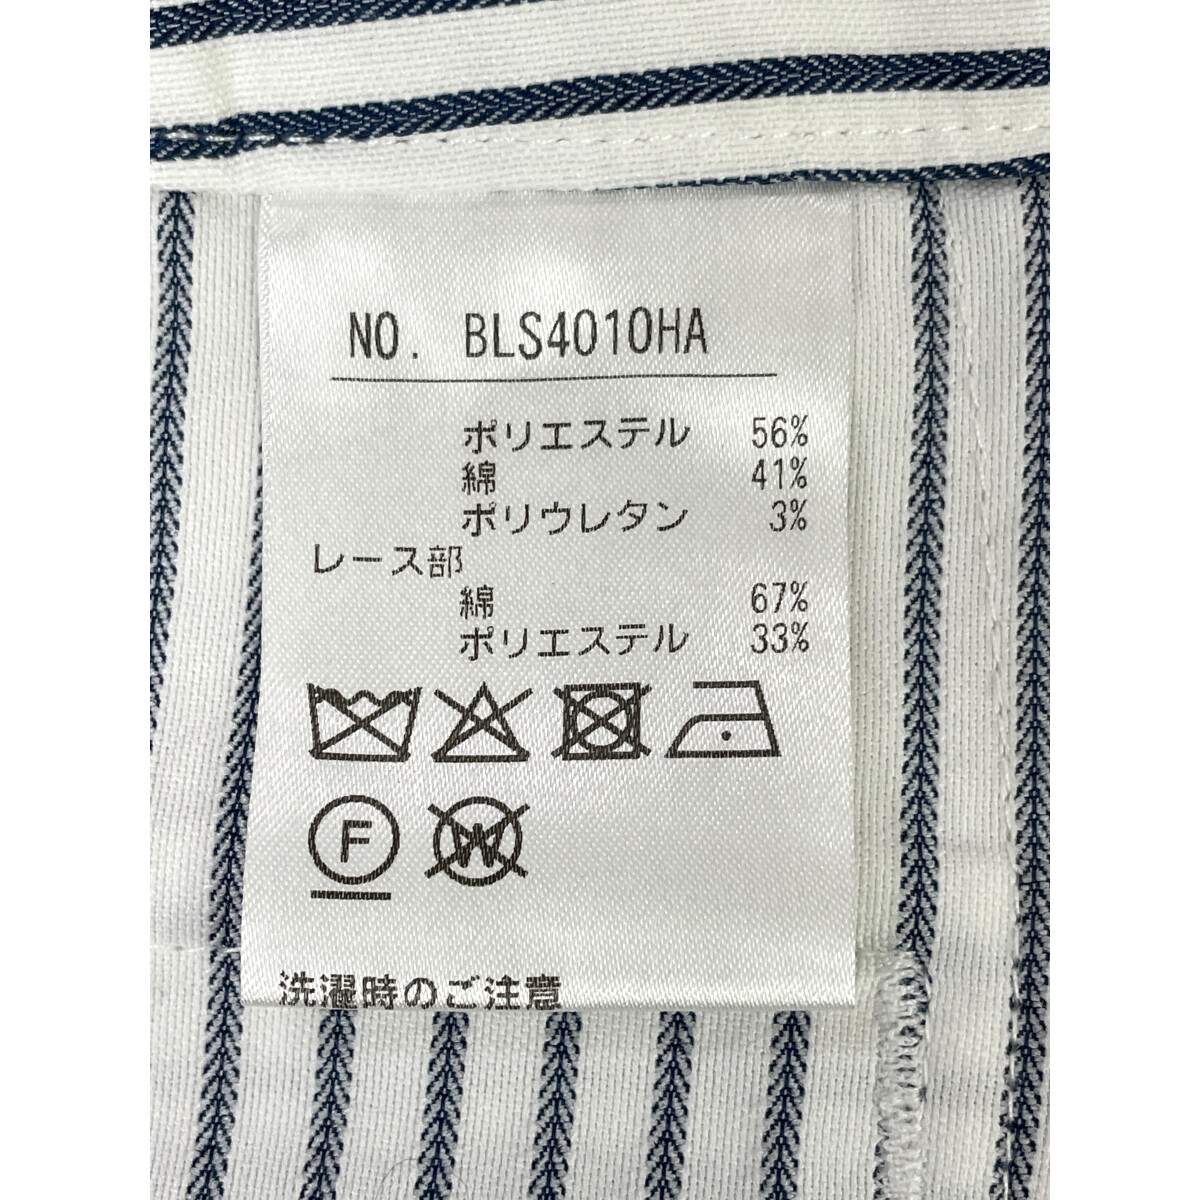 NO. BLS4010HA
ポリエステル 56%
綿 41%
ポリウレタン 3%
レース部
綿 67%
ポリエステル 33%
F W
洗濯時のご注意